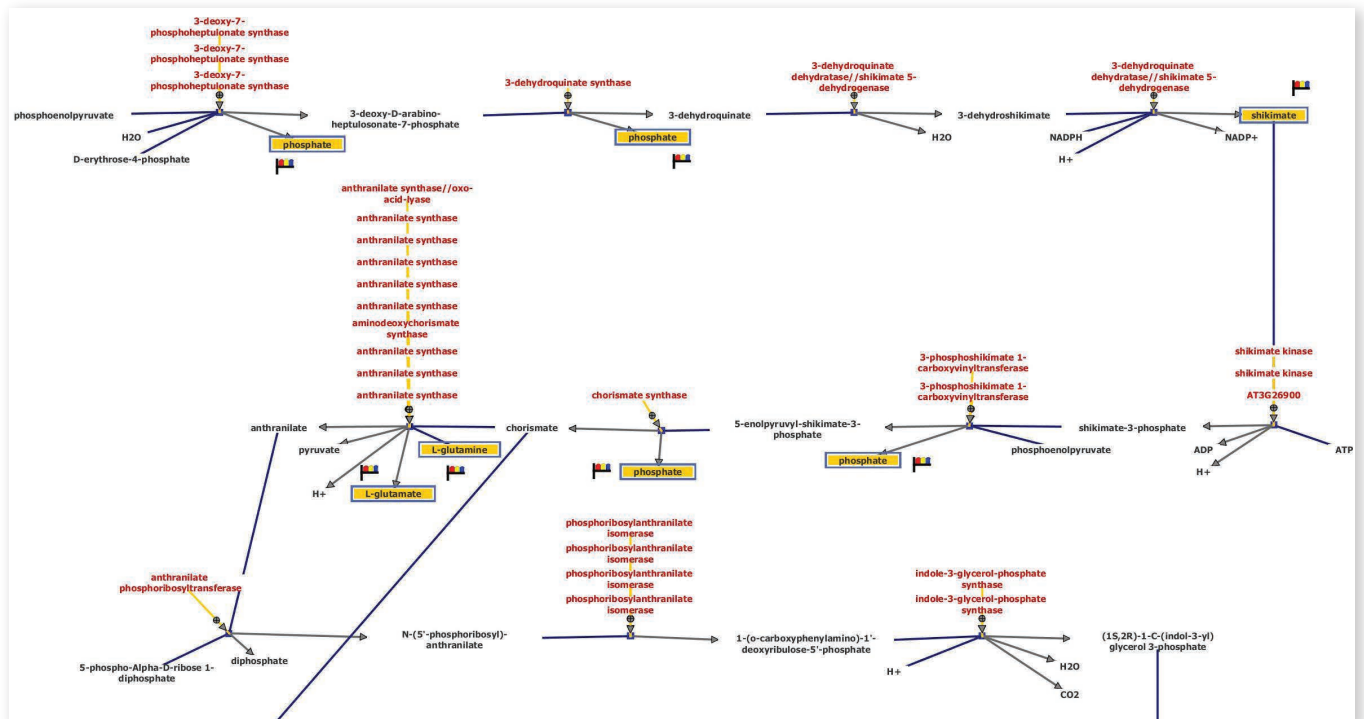 3-deoxy-7-
phosphoheptulonate synthase
3-deoxy-7-
phosphoheptulonate synthase
3-deoxy-7-
phosphoheptulonate synthase
phosphoenolpyruvate
H2O
D-erythrose-4-phosphate
phosphate
3-deoxy-D-arabino-
heptulosonate-7-phosphate
3-dehydroquinate synthase
phosphate
3-dehydroquinate
3-dehydroquinate
dehydratase//shikimate 5-
dehydrogenase
H2O
3-dehydroshikimate
3-dehydroquinate
dehydratase//shikimate 5-
dehydrogenase
NADPH
H+
NADP+
shikimate
anthranilate synthase//oxo-
acid-lyase
anthranilate synthase
anthranilate synthase
anthranilate synthase
anthranilate synthase
anthranilate synthase
aminodeoxychorismate
synthase
anthranilate synthase
anthranilate synthase
anthranilate synthase
anthranilate
pyruvate
H+
L-glutamate
L-glutamine
chorismate
chorismate synthase
phosphate
5-enolpyruvyl-shikimate-3-
phosphate
3-phosphoshikimate 1-
carboxyvinyltransferase
3-phosphoshikimate 1-
carboxyvinyltransferase
phosphate
phosphoenolpyruvate
shikimate-3-phosphate
shikimate kinase
shikimate kinase
AT3G26900
ADP
H+
ATP
anthranilate
phosphoribosyltransferase
5-phospho-Alpha-D-ribose 1-
diphosphate
diphosphate
N-(5'-phosphoribosyl)-
anthranilate
phosphoribosylanthranilate
isomerase
phosphoribosylanthranilate
isomerase
phosphoribosylanthranilate
isomerase
phosphoribosylanthranilate
isomerase
1-(o-carboxyphenylamino)-1'-
deoxyribulose-5'-phosphate
H+
indole-3-glycerol-phosphate
synthase
indole-3-glycerol-phosphate
synthase
H2O
CO2
(1S,2R)-1-C-(indol-3-yl)
glycerol 3-phosphate